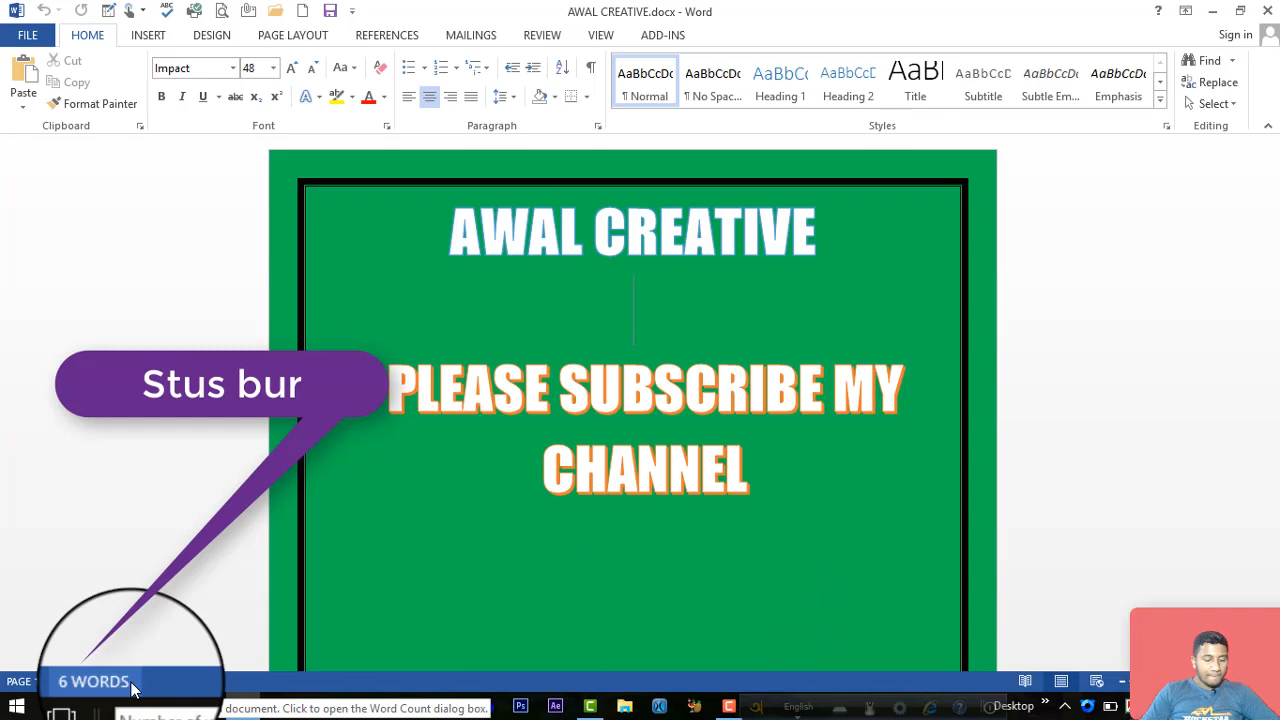 AWAL CREATIVE.docx - Word
?
FILE HOME INSERT DESIGN PAGE LAYOUT REFERENCES MAILINGS REVIEW VIEW ADD-INS Sign in
Paste
Cut
Copy
Format Painter
Clipboard
Impact 48
Font
Paragraph
AaBbCcDc AaBbCcDc AaBbCc AaBbCc AaBl AaBbCcD AaBbCcDc AaBbCcDc
¶ Normal ¶ No Spac... Heading 1 Heading 2 Title Subtitle Subtle Em... Emphasis
Styles
Find
Replace
Select
Editing
AWAL CREATIVE
PLEASE SUBSCRIBE MY
CHANNEL
Stus bur
PAGE
6 WORDS
document. Click to open the Word Count dialog box.
English
Desktop